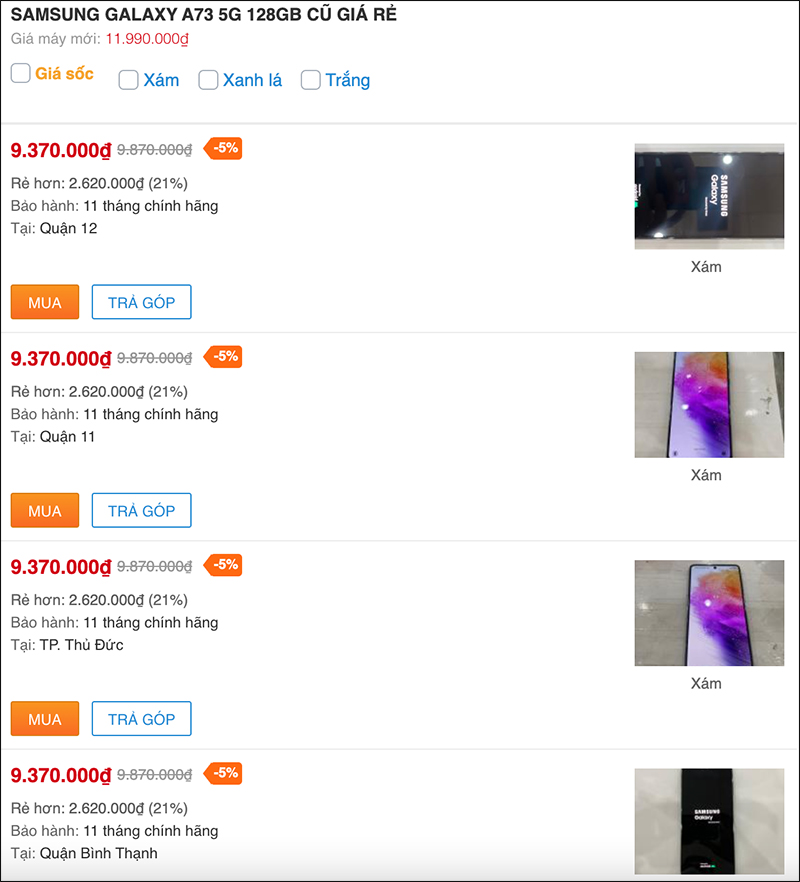 SAMSUNG GALAXY A73 5G 128GB CŨ GIÁ RẺ
Giá máy mới: 11.990.000₫
Giá sốc Xám Xanh lá Trắng
9.370.000₫ 9.870.000₫ -5%
Rẻ hơn: 2.620.000₫ (21%)
Bảo hành: 11 tháng chính hãng
Tại: Quận 12
SAMSUNG
Galaxy
Xám
MUA TRẢ GÓP
9.370.000₫ 9.870.000₫ -5%
Rẻ hơn: 2.620.000₫ (21%)
Bảo hành: 11 tháng chính hãng
Tại: Quận 11
Xám
MUA TRẢ GÓP
9.370.000₫ 9.870.000₫ -5%
Rẻ hơn: 2.620.000₫ (21%)
Bảo hành: 11 tháng chính hãng
Tại: TP. Thủ Đức
Xám
MUA TRẢ GÓP
9.370.000₫ 9.870.000₫ -5%
Rẻ hơn: 2.620.000₫ (21%)
Bảo hành: 11 tháng chính hãng
Tại: Quận Bình Thạnh
SAMSUNG
Galaxy